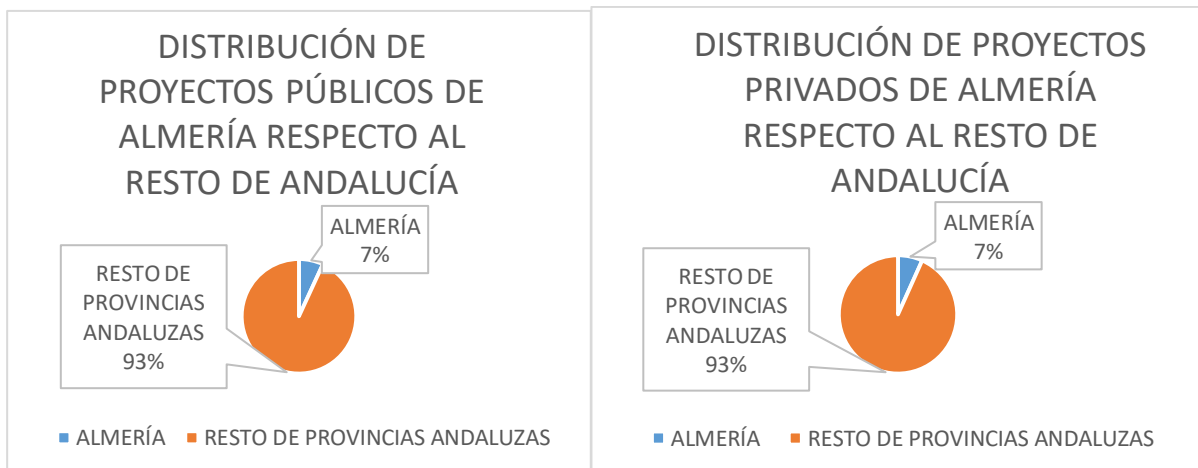 DISTRIBUCIÓN DE
PROYECTOS PÚBLICOS DE
ALMERÍA RESPECTO AL
RESTO DE ANDALUCÍA
ALMERÍA
7%
RESTO DE
PROVINCIAS
ANDALUZAS
93%
ALMERÍA
RESTO DE PROVINCIAS ANDALUZAS
DISTRIBUCIÓN DE PROYECTOS
PRIVADOS DE ALMERÍA
RESPECTO AL RESTO DE
ANDALUCÍA
ALMERÍA
7%
RESTO DE
PROVINCIAS
ANDALUZAS
93%
ALMERÍA
RESTO DE PROVINCIAS ANDALUZAS